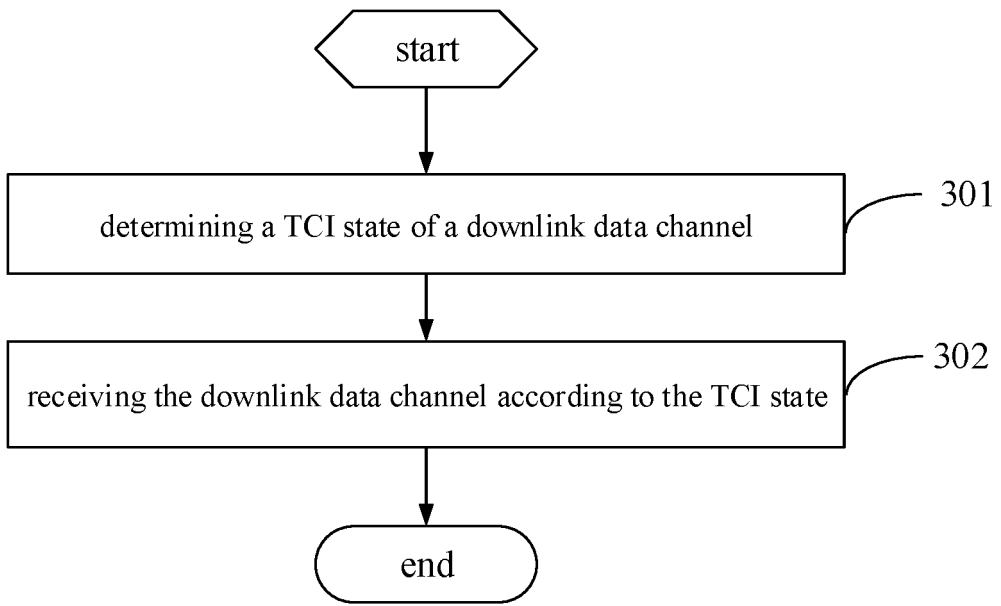 start
determining a TCI state of a downlink data channel
301
receiving the downlink data channel according to the TCI state
302
end